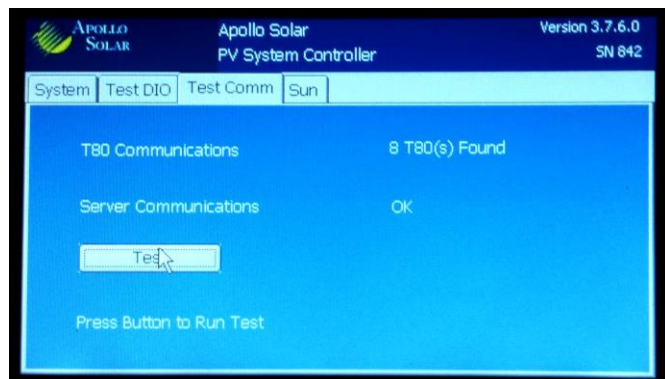 APOLLO
SOLAR
Apollo Solar
PV System Controller
Version 3.7.6.0
SN 842
System
Test DIO
Test Comm
Sun
T80 Communications
8 T80(s) Found
Server Communications
OK
Test
Press Button to Run Test